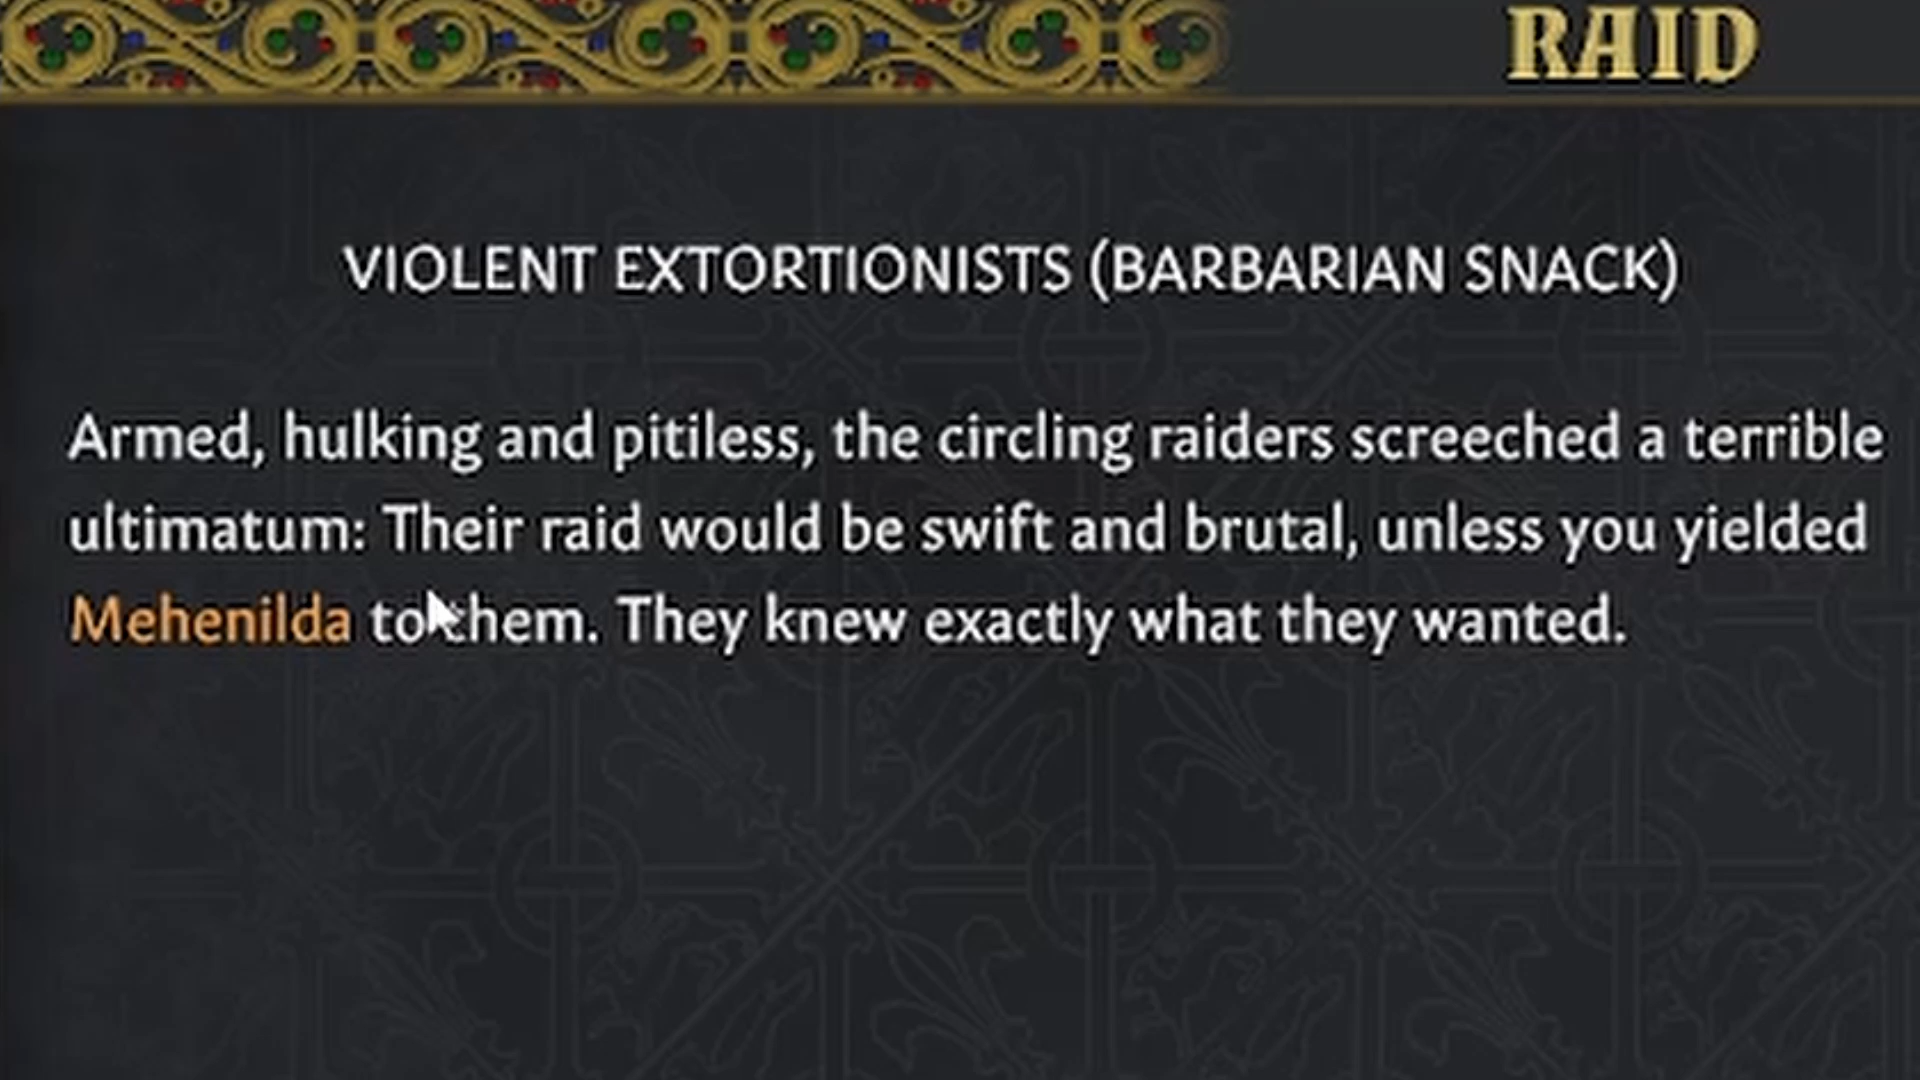 RAID
VIOLENT EXTORTIONISTS (BARBARIAN SNACK)
Armed, hulking and pitiless, the circling raiders screeched a terrible
ultimatum: Their raid would be swift and brutal, unless you yielded
Mehenilda to them. They knew exactly what they wanted.